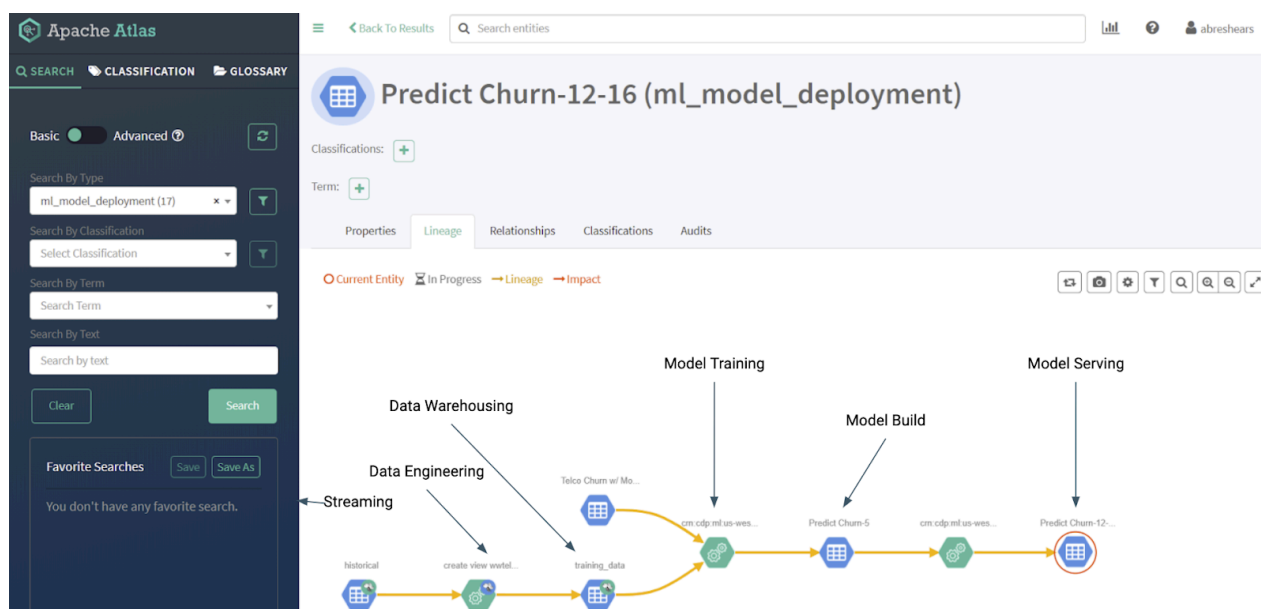 Apache Atlas
SEARCH CLASSIFICATION GLOSSARY
Basic Advanced
Search By Type
ml_model_deployment (17)
Search By Classification
Select Classification
Search By Term
Search Term
Search By Text
Search by text
Clear Search
Favorite Searches Save Save As
You don't have any favorite search.
Back To Results Search entities abreshears
Predict Churn-12-16 (ml_model_deployment)
Classifications:
Term:
Properties Lineage Relationships Classifications Audits
Current Entity In Progress Lineage Impact
Model Training Model Serving
Data Warehousing
Model Build
Data Engineering
Streaming
Telco Churn w/ Mo...
cm:cdp:ml:us-wes... Predict Churn-5 cm:cdp:ml:us-wes... Predict Churn-12-...
historical create view wwtel... training_data